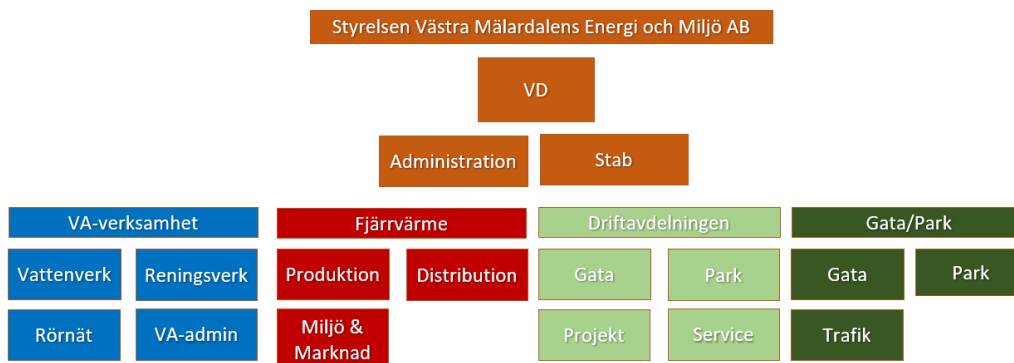 Styrelsen Västra Mälardalens Energi och Miljö AB
VD
Administration
Stab
VA-verksamhet
Fjärrvärme
Driftavdelningen
Gata/Park
Vattenverk
Reningsverk
Produktion
Distribution
Gata
Park
Gata
Park
Rörnät
VA-admin
Miljö &
Marknad
Projekt
Service
Trafik